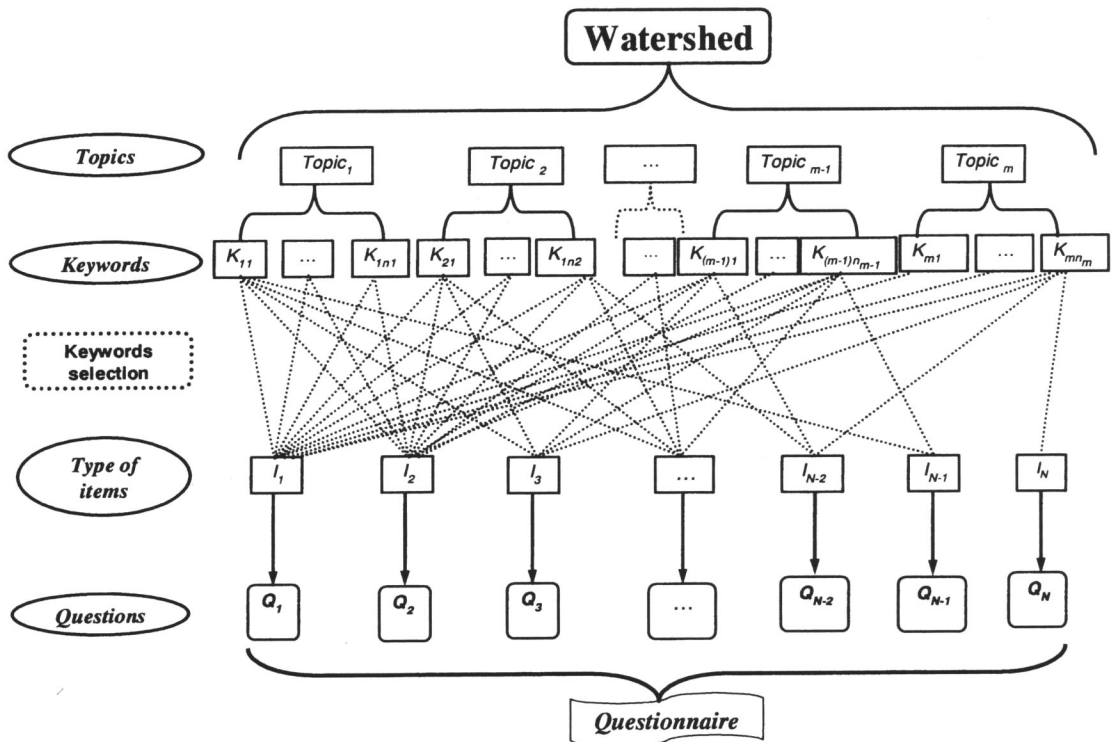 Watershed
Topics
Topic1 Topic 2 ... Topic m-1 Topic m
Keywords
K11 ... K1n1 K21 ... K1n2 ... K(m-1)1 ... K(m-1)nm-1 Km1 ... Kmnm
Keywords
selection
Type of
items
I1 I2 I3 ... IN-2 IN-1 IN
Questions
Q1 Q2 Q3 ... QN-2 QN-1 QN
Questionnaire